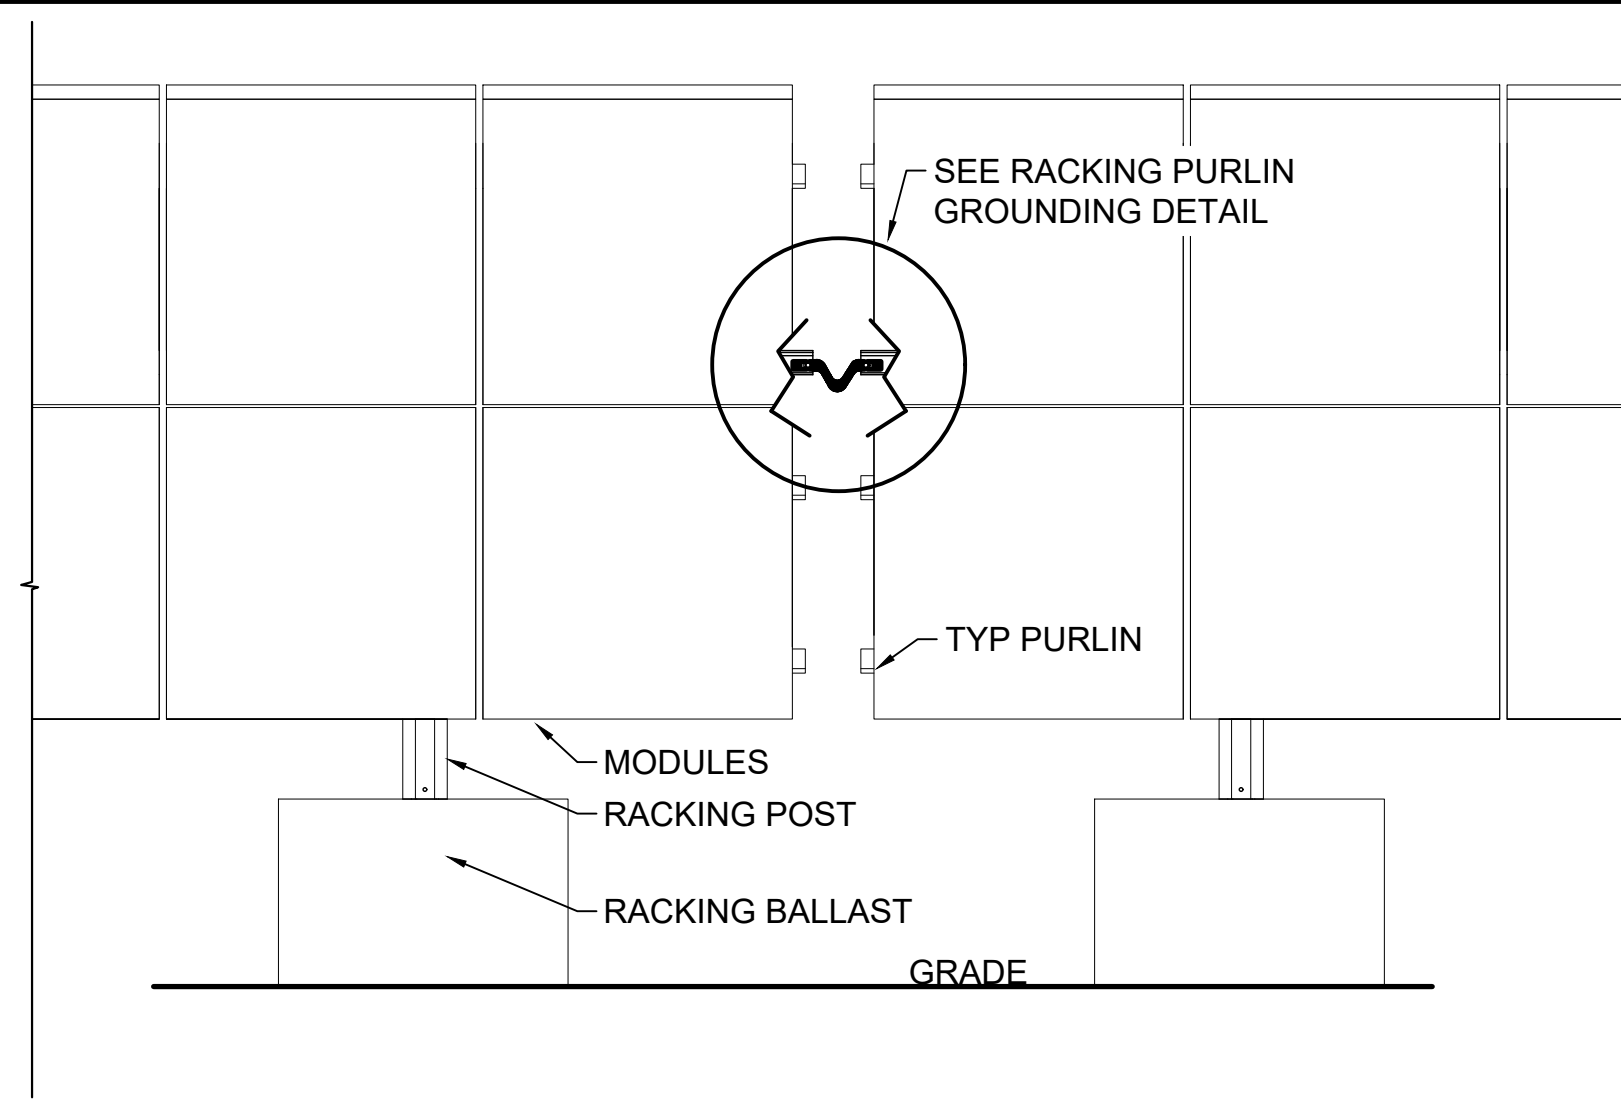 SEE RACKING PURLIN
GROUNDING DETAIL
TYP PURLIN
MODULES
RACKING POST
RACKING BALLAST
GRADE